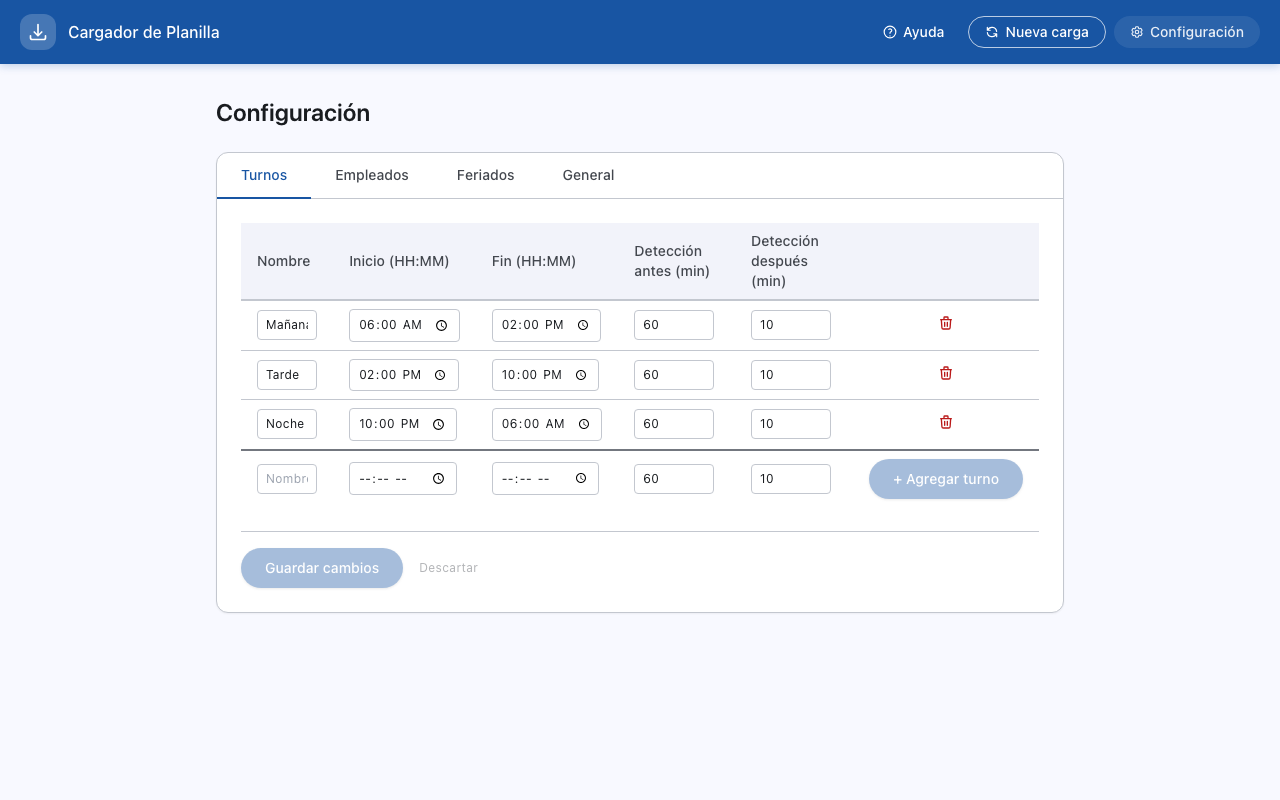 Cargador de Planilla
Ayuda
Nueva carga
Configuración
Configuración
Turnos Empleados Feriados General
Nombre Inicio (HH:MM) Fin (HH:MM) Detección antes (min) Detección después (min)
Mañana 06:00 AM 02:00 PM 60 10
Tarde 02:00 PM 10:00 PM 60 10
Noche 10:00 PM 06:00 AM 60 10
Nombre --:-- -- --:-- -- 60 10 + Agregar turno
Guardar cambios Descartar